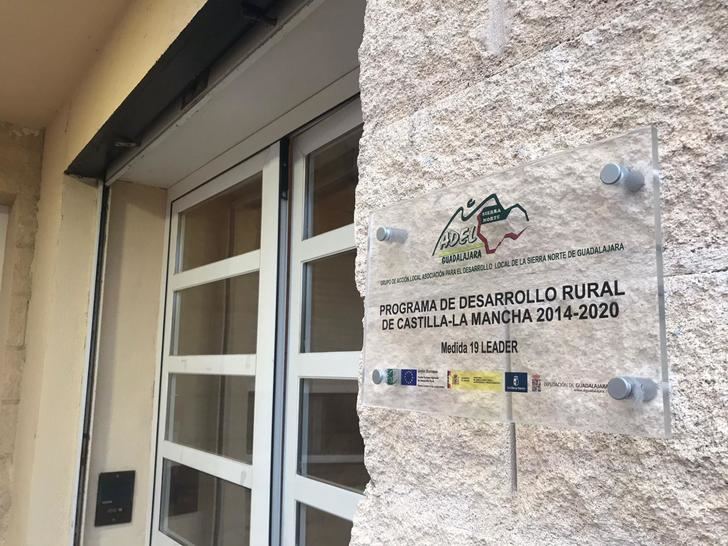 SIERRA
NORTE
ADEL
GUADALAJARA
GRUPO DE ACCIÓN LOCAL ASOCIACIÓN PARA EL DESARROLLO LOCAL DE LA SIERRA NORTE DE GUADALAJARA
PROGRAMA DE DESARROLLO RURAL
DE CASTILLA-LA MANCHA 2014-2020
Medida 19 LEADER
DIPUTACIÓN DE GUADALAJARA